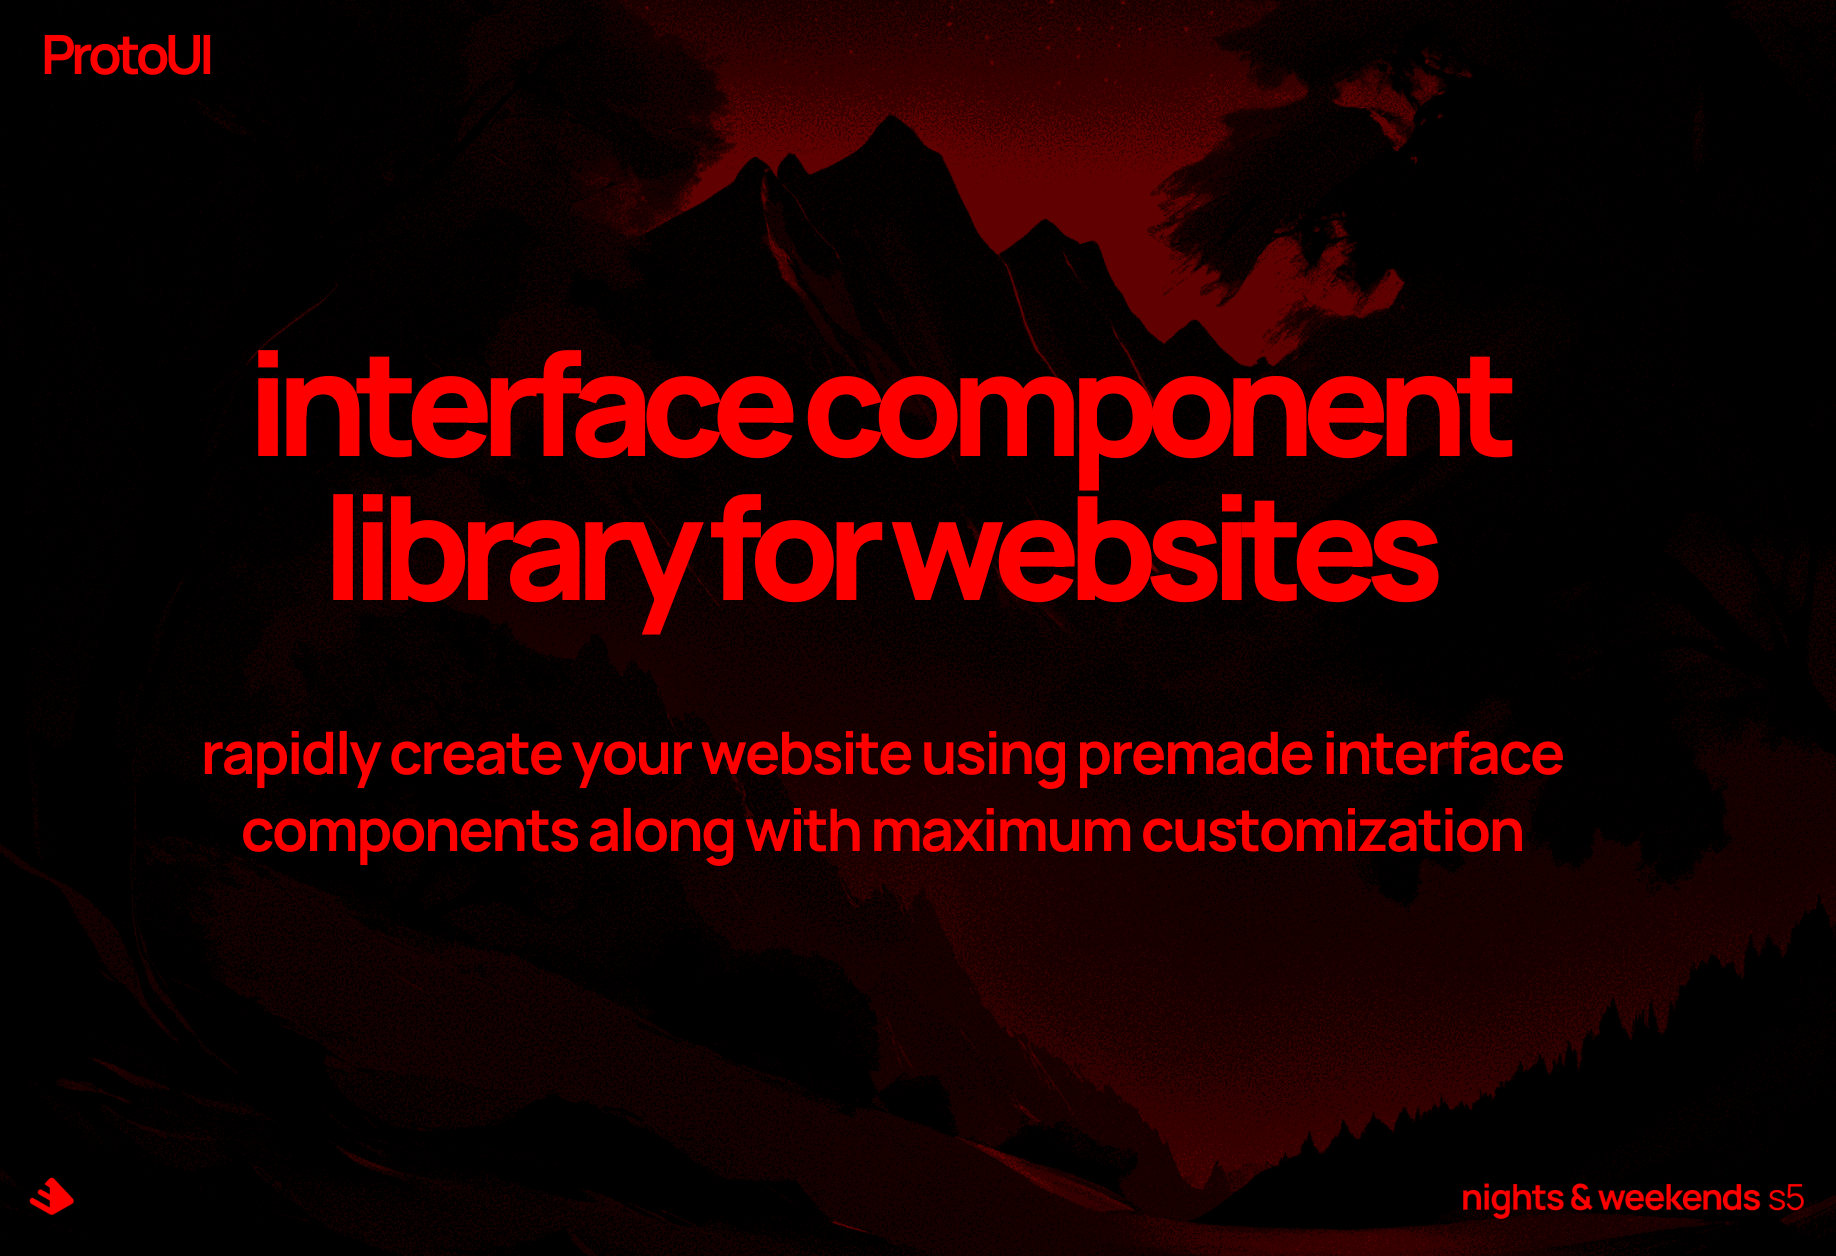 ProtoUI
interface component
library for websites
rapidly create your website using premade interface
components along with maximum customization
nights & weekends s5